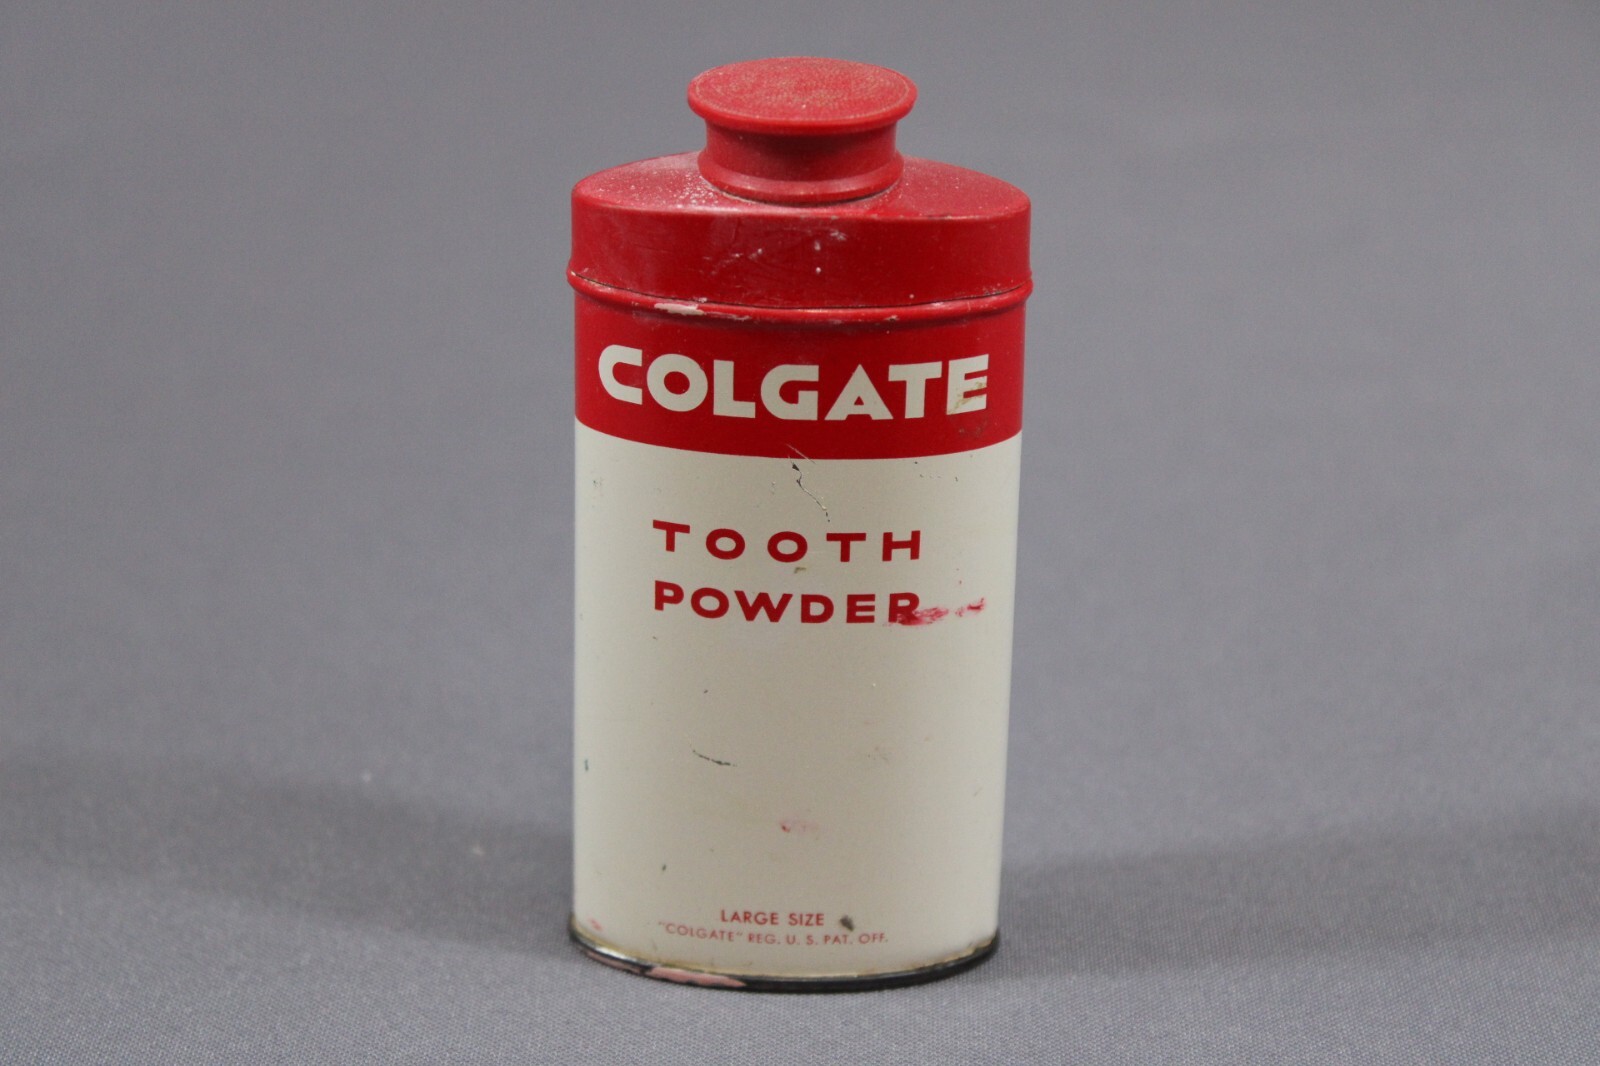 COLGATE
TOOTH
POWDER
LARGE SIZE
"COLGATE" REG. U. S. PAT. OFF.